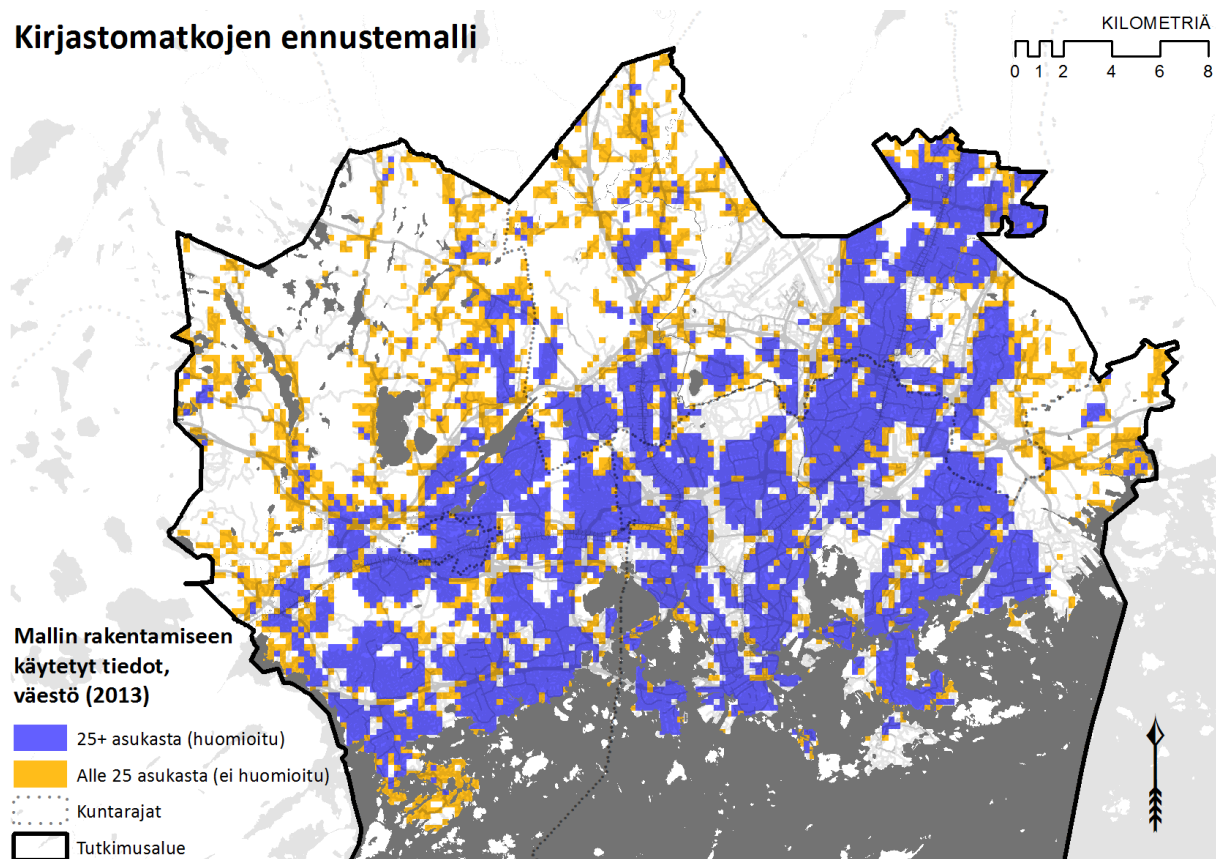 Kirjastomatkojen ennustemalli
KILOMETRIÄ
0 1 2 4 6 8
Mallin rakentamiseen
käytetyt tiedot,
väestö (2013)
25+ asukasta (huomioitu)
Alle 25 asukasta (ei huomioitu)
Kuntarajat
Tutkimusalue